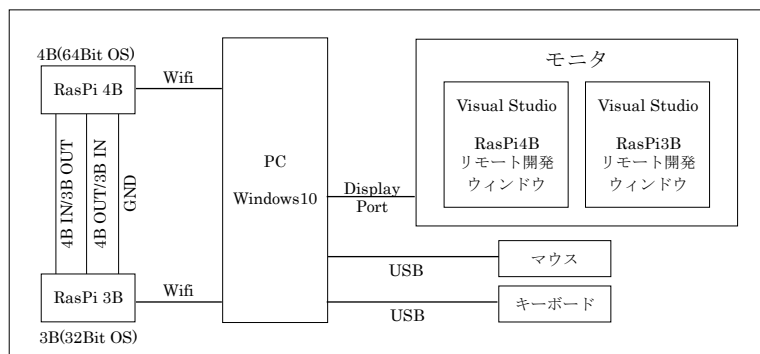 4B(64Bit OS)
RasPi 4B
Wifi
4B IN/3B OUT
4B OUT/3B IN
GND
RasPi 3B
3B(32Bit OS)
Wifi
PC
Windows10
Display
Port
モニタ
Visual Studio
RasPi4B
リモート開発
ウィンドウ
Visual Studio
RasPi3B
リモート開発
ウィンドウ
USB
マウス
USB
キーボード